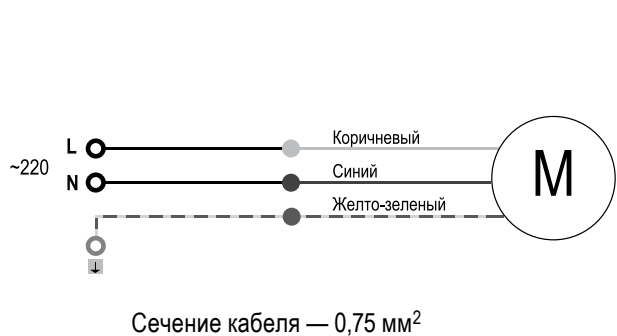 L
Коричневый
~220
N
Синий
M
Желто-зеленый
Сечение кабеля — 0,75 мм²